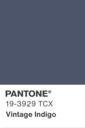 PANTONE®
19-3929 TCX
Vintage Indigo